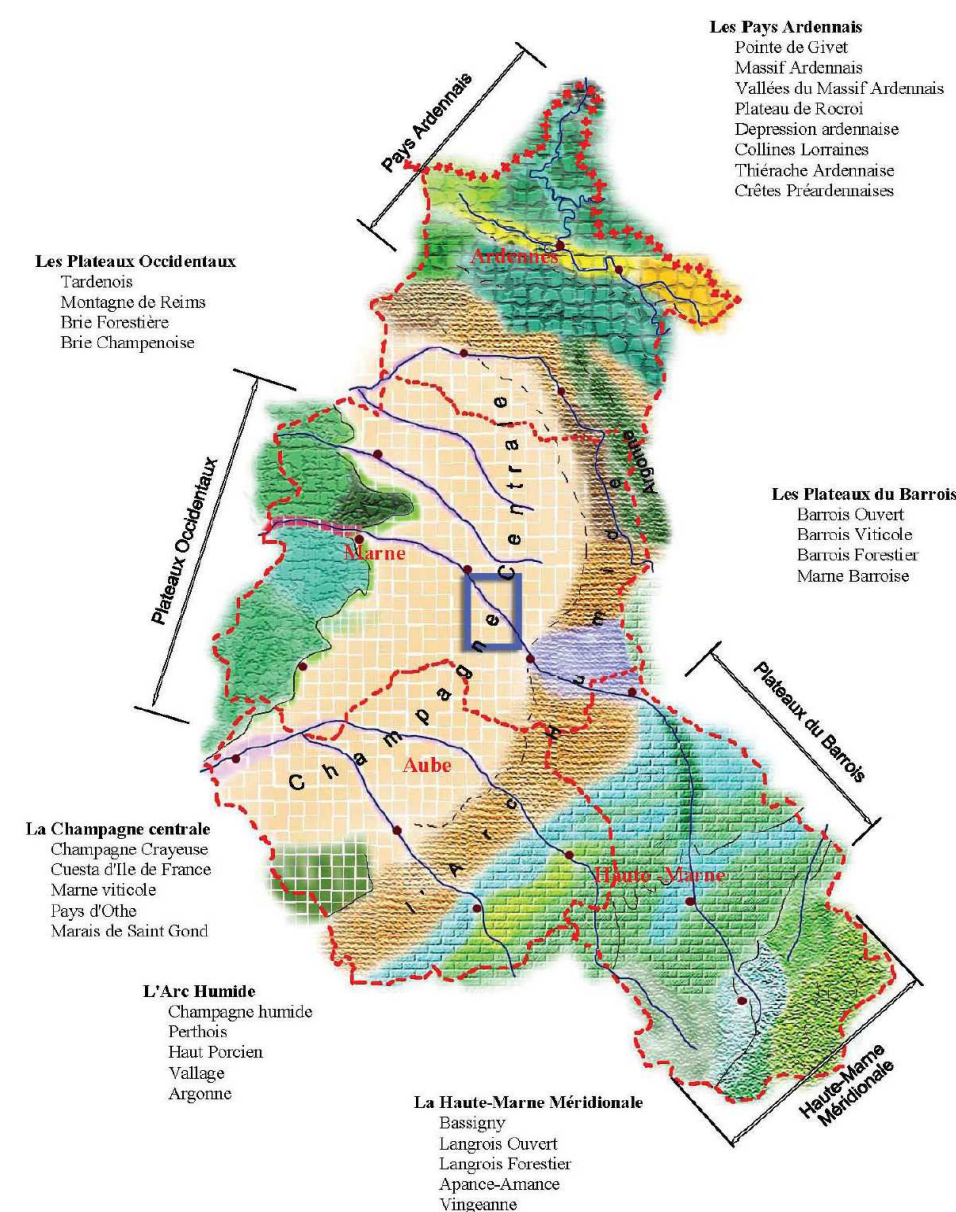 Les Pays Ardennais
Pointe de Givet
Massif Ardennais
Vallées du Massif Ardennais
Plateau de Rocroi
Depression ardennaise
Collines Lorraines
Thiérache Ardennaise
Crêtes Préardennaises
Pays Ardennais
Ardennes
Les Plateaux Occidentaux
Tardenois
Montagne de Reims
Brie Forestière
Brie Champenoise
Plateaux Occidentaux
Argonne
Marne
Champagne Centrale
l'Arc Humide
Les Plateaux du Barrois
Barrois Ouvert
Barrois Viticole
Barrois Forestier
Marne Barroise
Plateaux du Barrois
Aube
Haute -Marne
La Champagne centrale
Champagne Crayeuse
Cuesta d'Ile de France
Marne viticole
Pays d'Othe
Marais de Saint Gond
L'Arc Humide
Champagne humide
Perthois
Haut Porcien
Vallage
Argonne
Haute-Marne
Méridionale
La Haute-Marne Méridionale
Bassigny
Langrois Ouvert
Langrois Forestier
Apance-Amance
Vingeanne